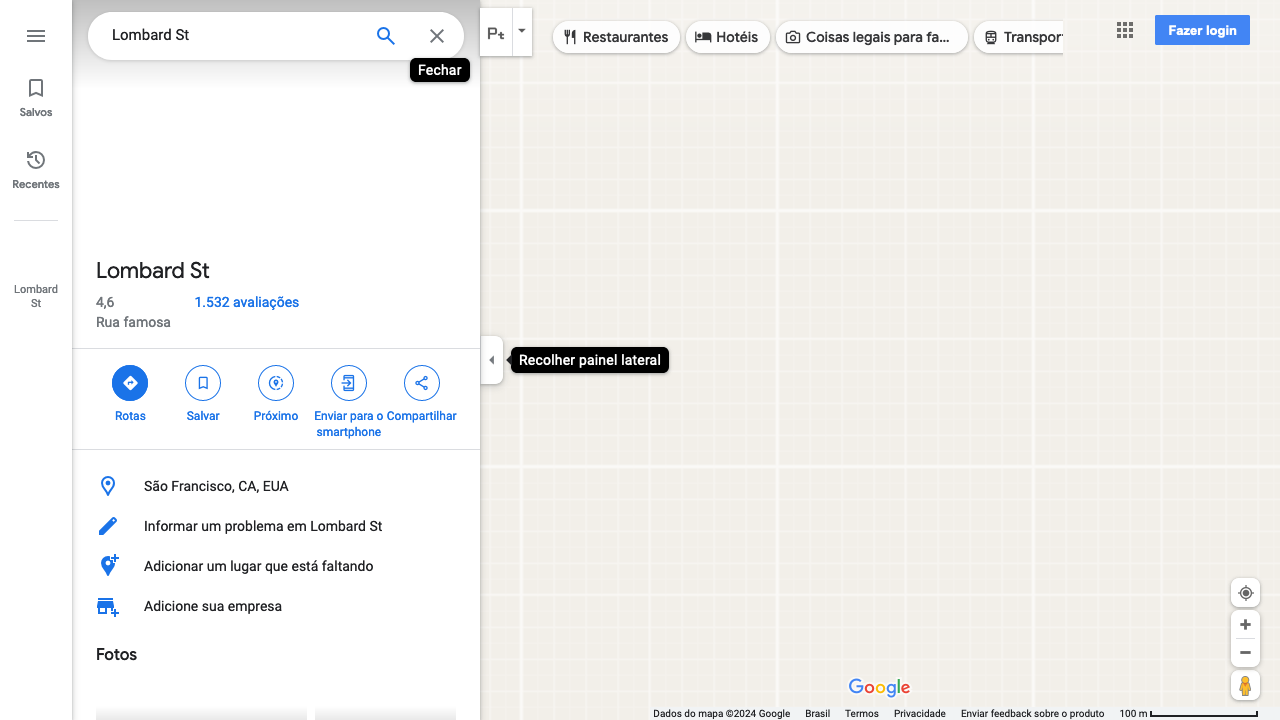 Lombard St
Fechar
Restaurantes
Hotéis
Coisas legais para fa...
Transpor
Fazer login
Salvos
Recentes
Lombard
St
Lombard St
4,6
1.532 avaliações
Rua famosa
Recolher painel lateral
Rotas
Salvar
Próximo
Enviar para o
smartphone
Compartilhar
São Francisco, CA, EUA
Informar um problema em Lombard St
Adicionar um lugar que está faltando
Adicione sua empresa
Fotos
Google
Dados do mapa ©2024 Google Brasil Termos Privacidade Enviar feedback sobre o produto 100 m